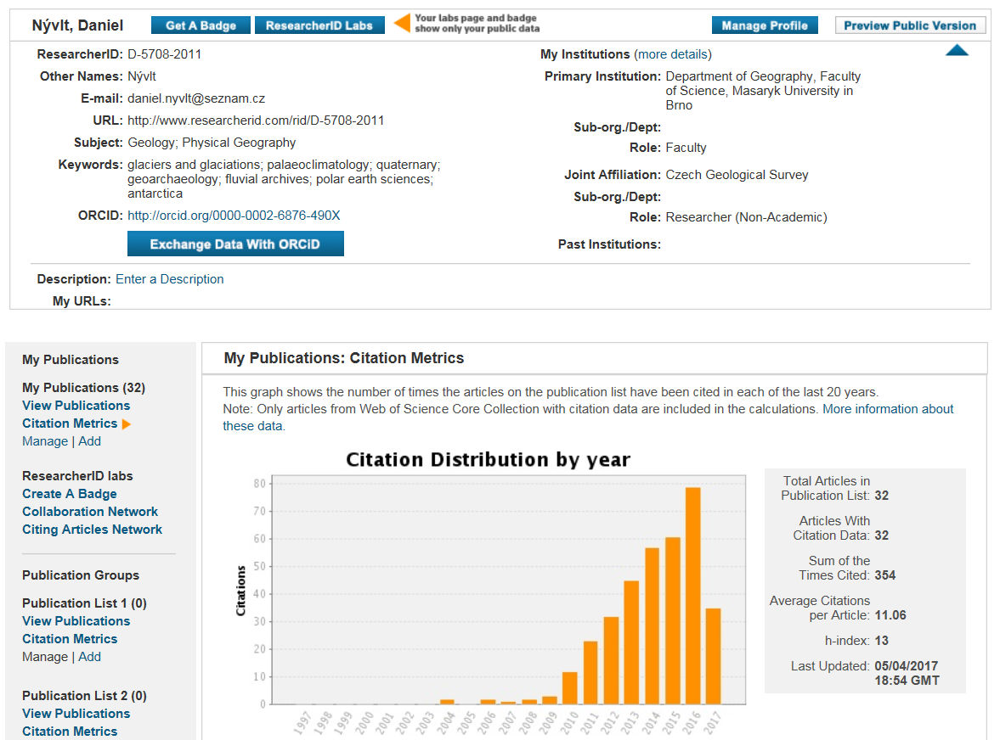 Nývlt, Daniel
Get A Badge
ResearcherID Labs
Your labs page and badge
show only your public data
Manage Profile
Preview Public Version
ResearcherID: D-5708-2011
Other Names: Nývlt
E-mail: daniel.nyvlt@seznam.cz
URL: http://www.researcherid.com/rid/D-5708-2011
Subject: Geology; Physical Geography
Keywords: glaciers and glaciations; palaeoclimatology; quaternary;
geoarchaeology; fluvial archives; polar earth sciences;
antarctica
ORCID: http://orcid.org/0000-0002-6876-490X
Exchange Data With ORCID
My Institutions (more details)
Primary Institution: Department of Geography, Faculty
of Science, Masaryk University in
Brno
Sub-org./Dept:
Role: Faculty
Joint Affiliation: Czech Geological Survey
Sub-org./Dept:
Role: Researcher (Non-Academic)
Past Institutions:
Description: Enter a Description
My URLs:
My Publications
My Publications (32)
View Publications
Citation Metrics
Manage | Add
ResearcherID labs
Create A Badge
Collaboration Network
Citing Articles Network
Publication Groups
Publication List 1 (0)
View Publications
Citation Metrics
Manage | Add
Publication List 2 (0)
View Publications
Citation Metrics
My Publications: Citation Metrics
This graph shows the number of times the articles on the publication list have been cited in each of the last 20 years.
Note: Only articles from Web of Science Core Collection with citation data are included in the calculations. More information about
these data.
Citation Distribution by year
Citations
80
70
60
50
40
30
20
10
0
1997
1998
1999
2000
2001
2002
2003
2004
2005
2006
2007
2008
2009
2010
2011
2012
2013
2014
2015
2016
2017
Total Articles in
Publication List: 32
Articles With
Citation Data: 32
Sum of the
Times Cited: 354
Average Citations
per Article: 11.06
h-index: 13
Last Updated: 05/04/2017
18:54 GMT